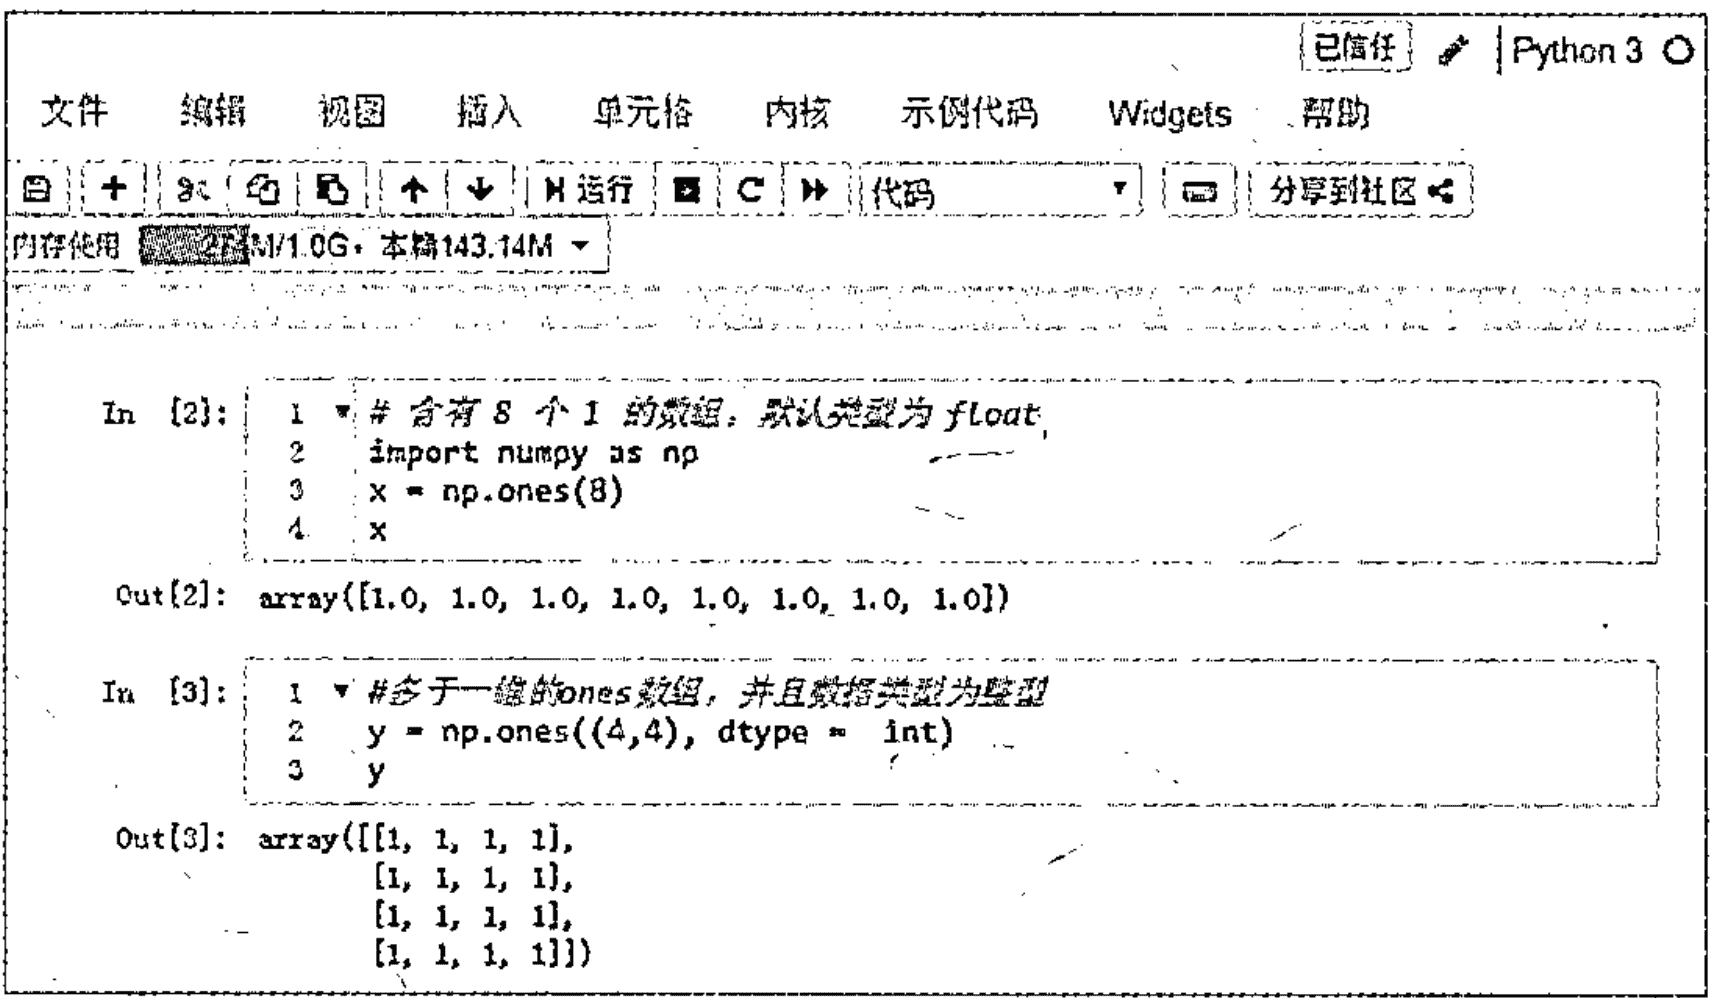 已信任 Python 3
文件 编辑 视图 插入 单元格 内核 示例代码 Widgets 帮助
运行 代码 分享到社区
内存使用 274M/1.0G, 本精143.14M
In [2]: 1 # 含有 8 个 1 的数组，默认类型为 float
2 import numpy as np
3 x = np.ones(8)
4 x
Out[2]: array([1.0, 1.0, 1.0, 1.0, 1.0, 1.0, 1.0, 1.0])
In [3]: 1 #多于一维的ones数组，并且数据类型为整型
2 y = np.ones((4,4), dtype = int)
3 y
Out[3]: array([[1, 1, 1, 1],
[1, 1, 1, 1],
[1, 1, 1, 1],
[1, 1, 1, 1]])